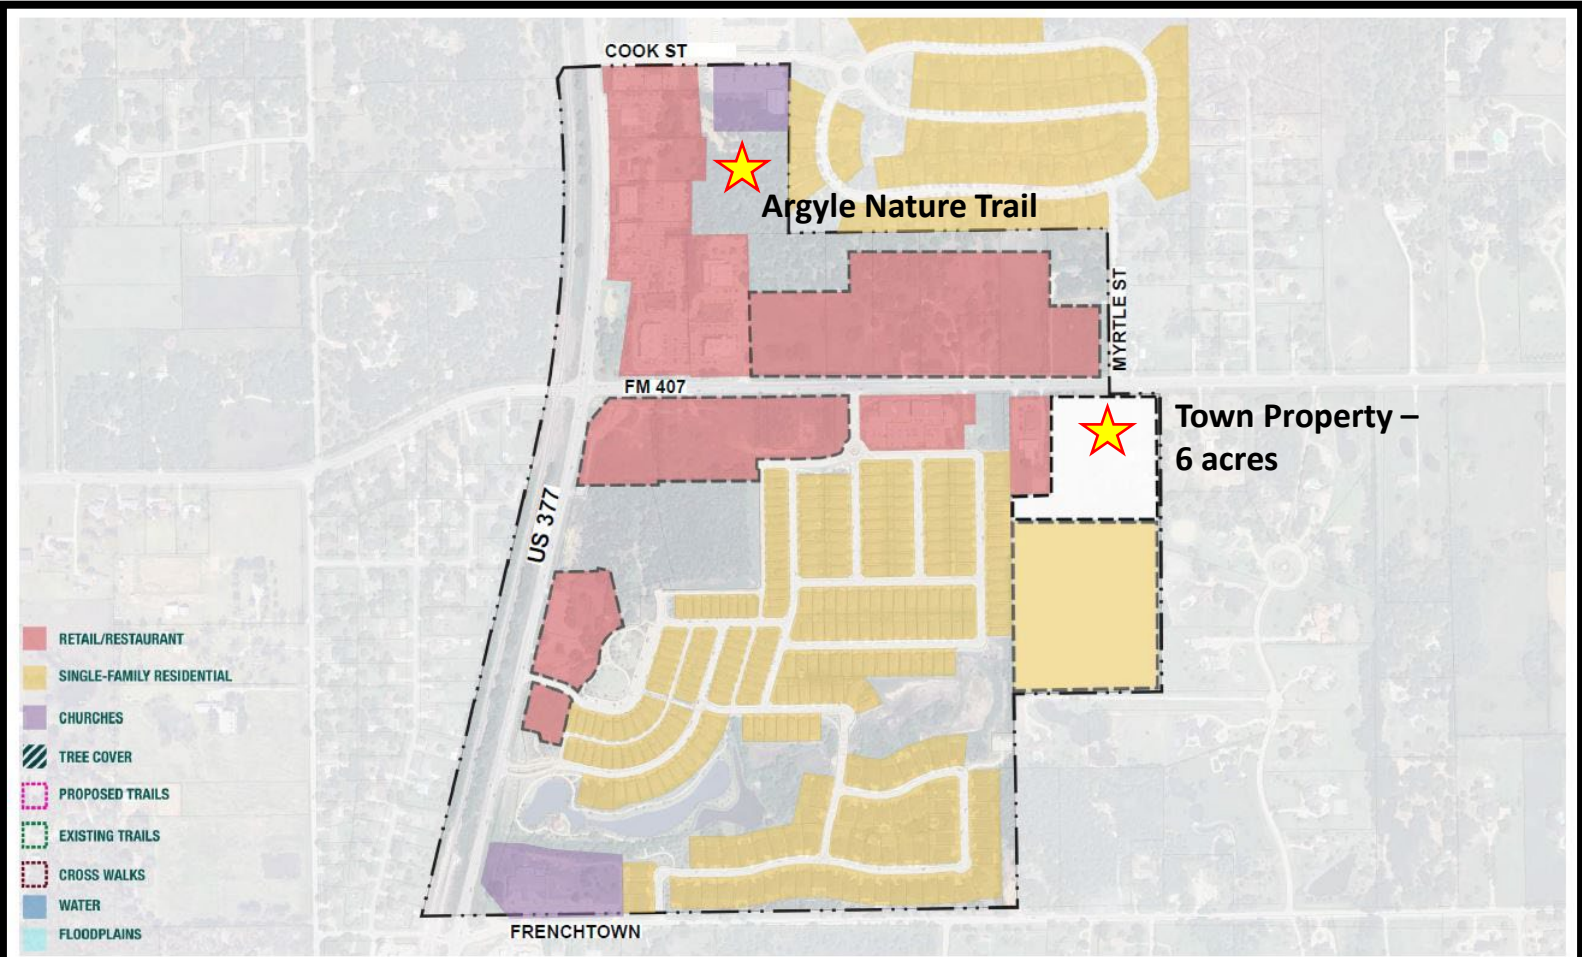 COOK ST
Argyle Nature Trail
MYRTLE ST
FM 407
Town Property –
6 acres
US 377
RETAIL/RESTAURANT
SINGLE-FAMILY RESIDENTIAL
CHURCHES
TREE COVER
PROPOSED TRAILS
EXISTING TRAILS
CROSS WALKS
WATER
FLOODPLAINS
FRENCHTOWN